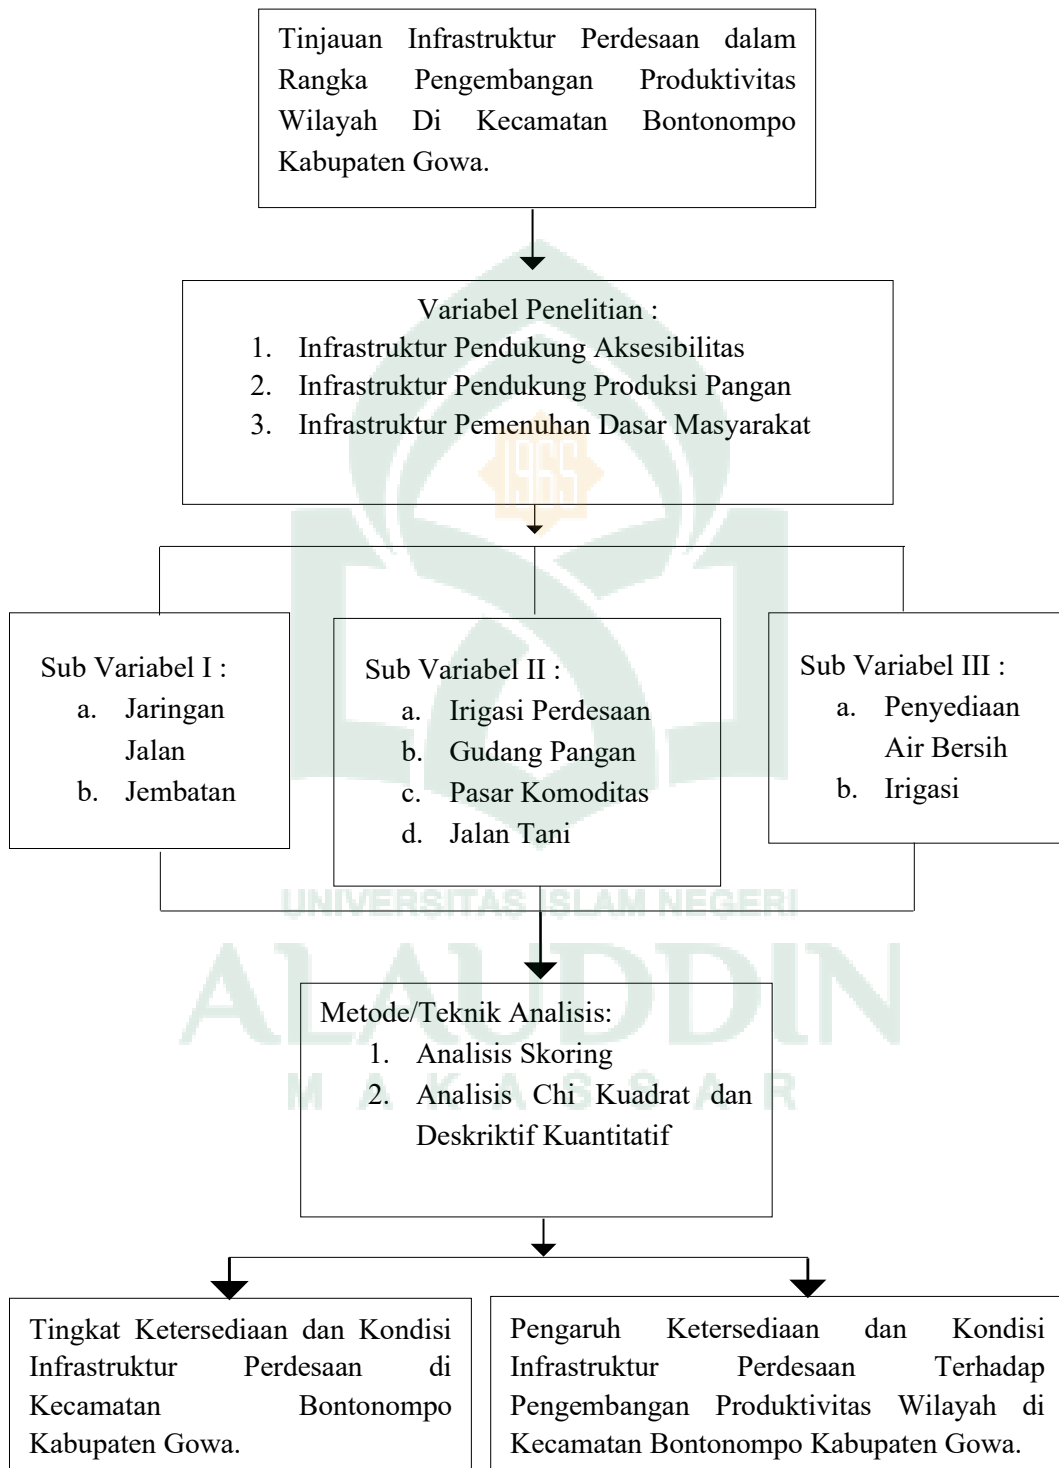 Tinjauan Infrastruktur Perdesaan dalam
Rangka Pengembangan Produktivitas
Wilayah Di Kecamatan Bontonompo
Kabupaten Gowa.
Variabel Penelitian :
1. Infrastruktur Pendukung Aksesibilitas
2. Infrastruktur Pendukung Produksi Pangan
3. Infrastruktur Pemenuhan Dasar Masyarakat
1965
Sub Variabel I :
a. Jaringan
Jalan
b. Jembatan
Sub Variabel II :
a. Irigasi Perdesaan
b. Gudang Pangan
c. Pasar Komoditas
d. Jalan Tani
Sub Variabel III :
a. Penyediaan
Air Bersih
b. Irigasi
UNIVERSITAS ISLAM NEGERI
ALAUDDIN
MAKASSAR
Metode/Teknik Analisis:
1. Analisis Skoring
2. Analisis Chi Kuadrat dan
Deskriktif Kuantitatif
Tingkat Ketersediaan dan Kondisi
Infrastruktur Perdesaan di
Kecamatan Bontonompo
Kabupaten Gowa.
Pengaruh Ketersediaan dan Kondisi
Infrastruktur Perdesaan Terhadap
Pengembangan Produktivitas Wilayah di
Kecamatan Bontonompo Kabupaten Gowa.